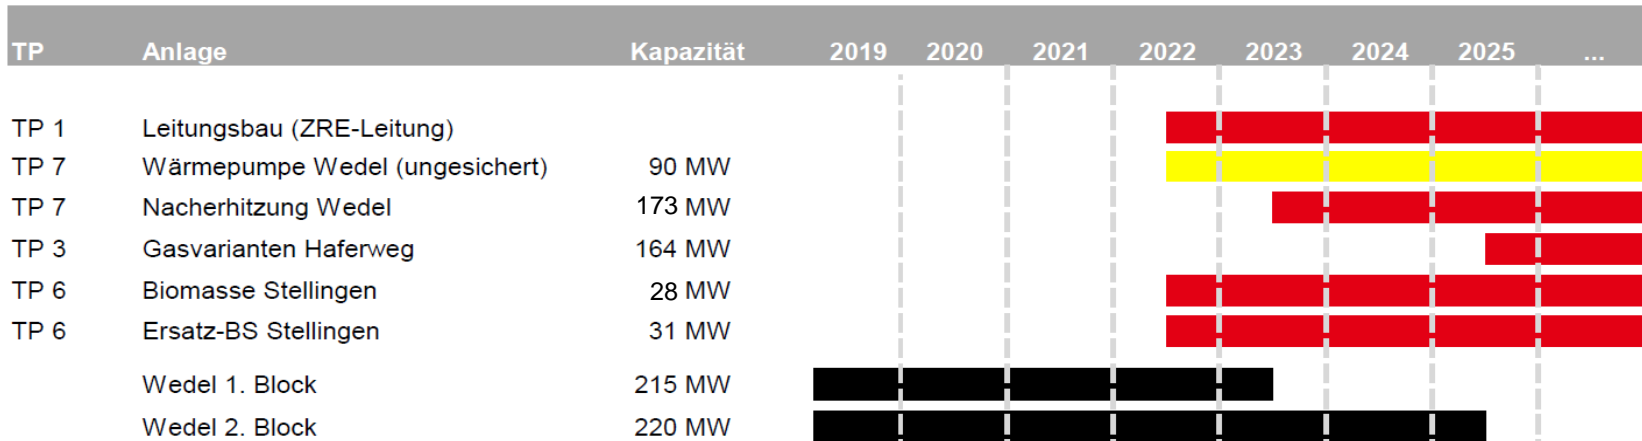 TP Anlage Kapazität 2019 2020 2021 2022 2023 2024 2025 ...
TP 1 Leitungsbau (ZRE-Leitung)
TP 7 Wärmepumpe Wedel (ungesichert) 90 MW
TP 7 Nacherhitzung Wedel 173 MW
TP 3 Gasvarianten Haferweg 164 MW
TP 6 Biomasse Stellingen 28 MW
TP 6 Ersatz-BS Stellingen 31 MW
Wedel 1. Block 215 MW
Wedel 2. Block 220 MW